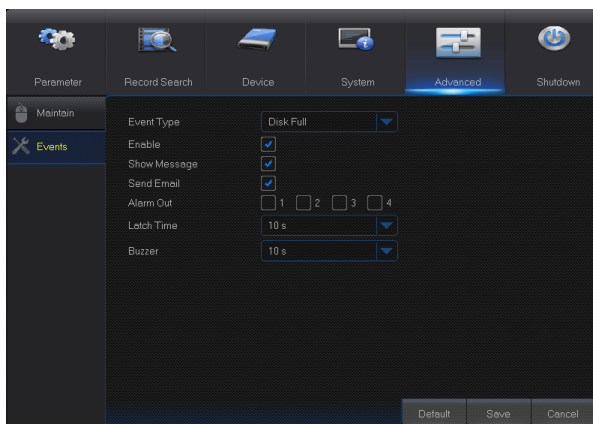 Parameter Record Search Device System Advanced Shutdown
Maintain
Events
Event Type Disk Full
Enable
Show Message
Send Email
Alarm Out 1 2 3 4
Latch Time 10 s
Buzzer 10 s
Default Save Cancel